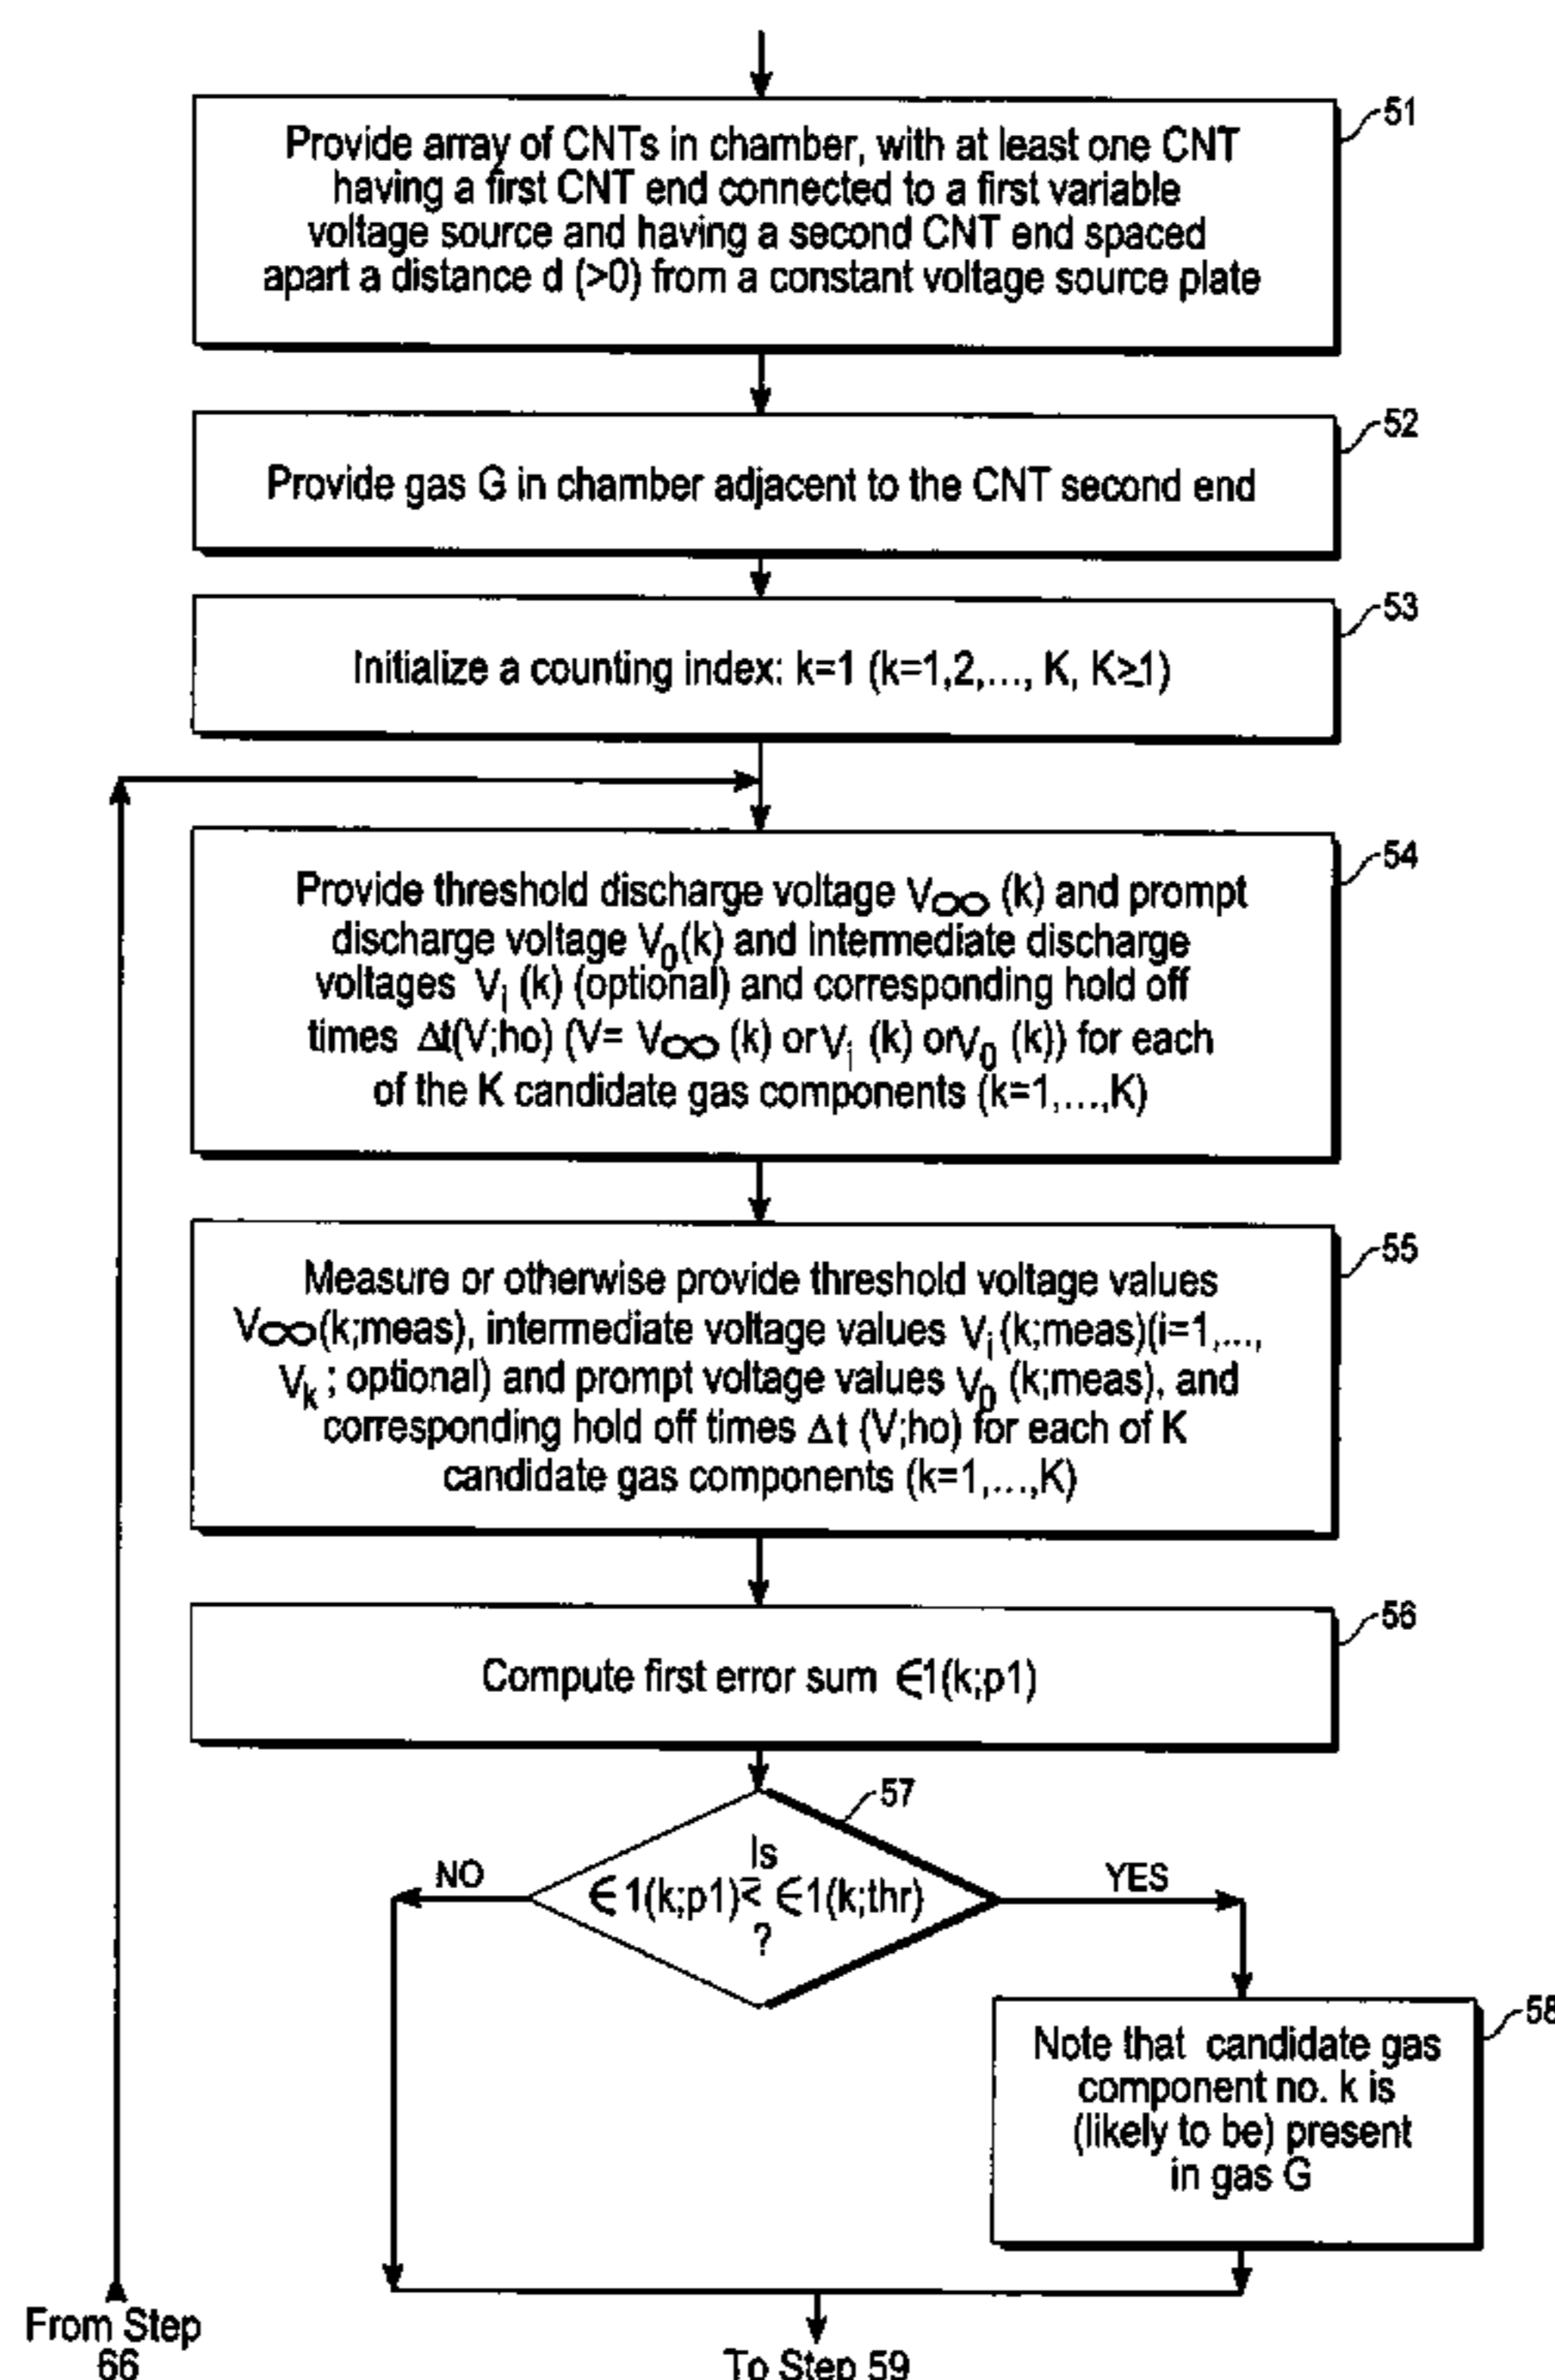 51
Provide array of CNTs in chamber, with at least one CNT
having a first CNT end connected to a first variable
voltage source and having a second CNT end spaced
apart a distance d (>0) from a constant voltage source plate
52
Provide gas G in chamber adjacent to the CNT second end
53
Initialize a counting index: k=1 (k=1,2,..., K, K≥1)
54
Provide threshold discharge voltage V∞ (k) and prompt
discharge voltage V₀(k) and intermediate discharge
voltages Vᵢ (k) (optional) and corresponding hold off
times Δt(V;ho) (V= V∞ (k) or Vᵢ (k) or V₀ (k)) for each
of the K candidate gas components (k=1,...,K)
55
Measure or otherwise provide threshold voltage values
V∞(k;meas), intermediate voltage values Vᵢ (k;meas)(i=1,...,
Vₖ ; optional) and prompt voltage values V₀ (k;meas), and
corresponding hold off times Δt (V;ho) for each of K
candidate gas components (k=1,...,K)
56
Compute first error sum ∈1(k;p1)
57
Is
∈1(k;p1) ≤ ∈1(k;thr)
?
NO
YES
58
Note that candidate gas
component no. k is
(likely to be) present
in gas G
From Step
66
To Step 59